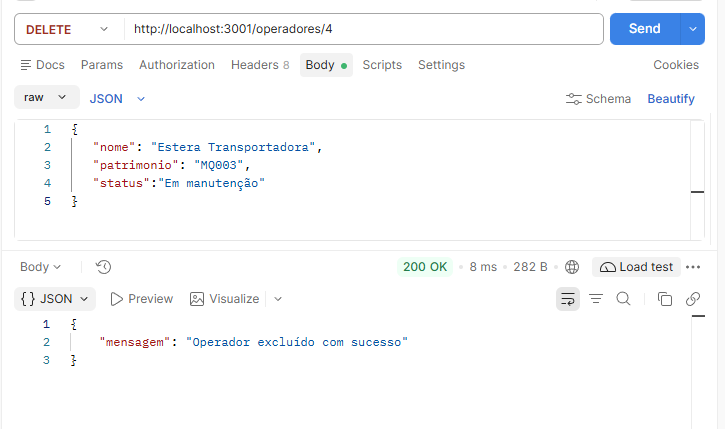 DELETE http://localhost:3001/operadores/4 Send
Docs Params Authorization Headers 8 Body Scripts Settings Cookies
raw JSON Schema Beautify
1 {
2 "nome": "Estera Transportadora",
3 "patrimonio": "MQ003",
4 "status":"Em manutenção"
5 }
Body 200 OK • 8 ms • 282 B Load test
{} JSON Preview Visualize
1 {
2 "mensagem": "Operador excluído com sucesso"
3 }